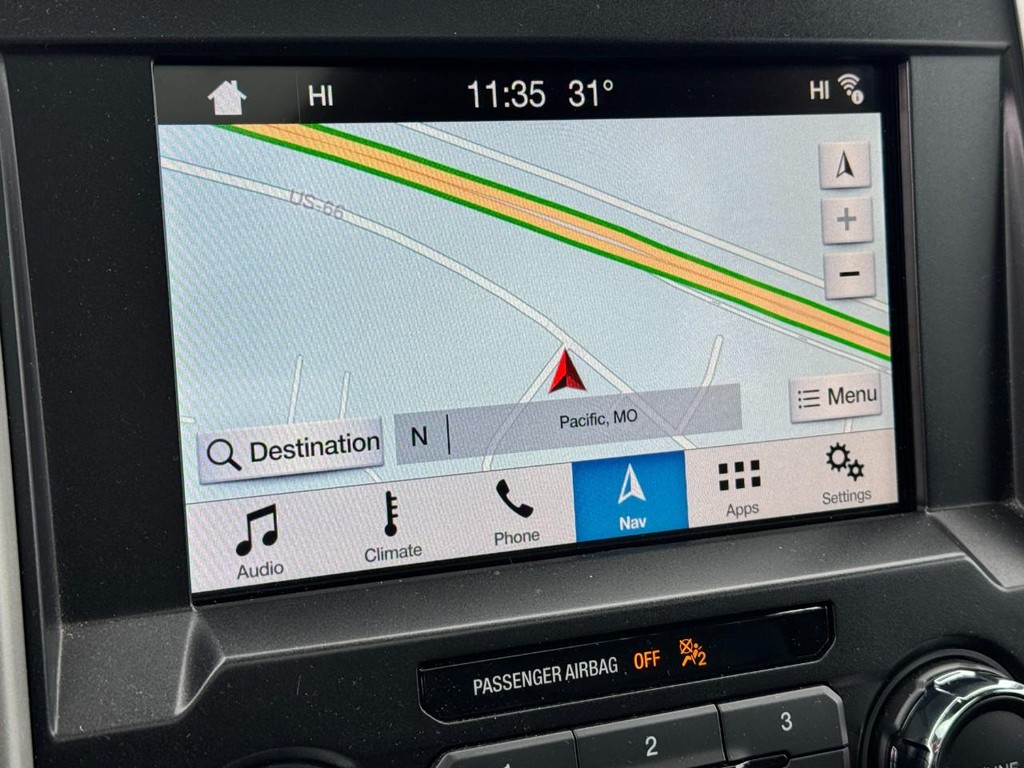 HI 11:35 31° HI
US-66
+
−
Menu
Pacific, MO
N
Destination
Audio
Climate
Phone
Nav
Apps
Settings
PASSENGER AIRBAG OFF 2
2
3